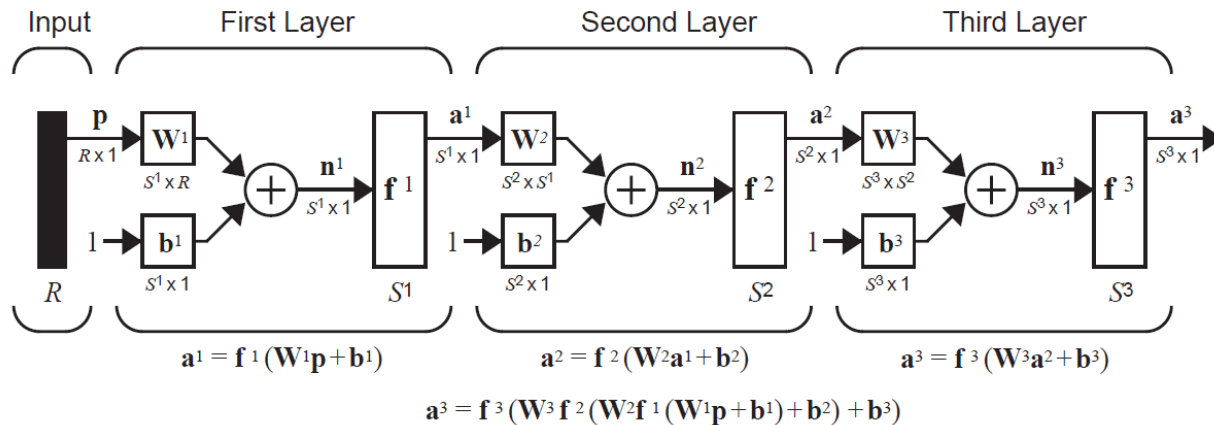 Input First Layer Second Layer Third Layer
p a¹ a² a³
W¹ W² W³
R x 1 S¹ x 1 S² x 1 S³ x 1
S¹ x R n¹ S² x S¹ n² S³ x S² n³
+ f ¹ + f ² + f ³
S¹ x 1 S² x 1 S³ x 1
1 b¹ 1 b² 1 b³
S¹ x 1 S² x 1 S³ x 1
R S¹ S² S³
a¹ = f ¹ (W¹p + b¹) a² = f ² (W²a¹ + b²) a³ = f ³ (W³a² + b³)
a³ = f ³ (W³ f ² (W²f ¹ (W¹p + b¹) + b²) + b³)